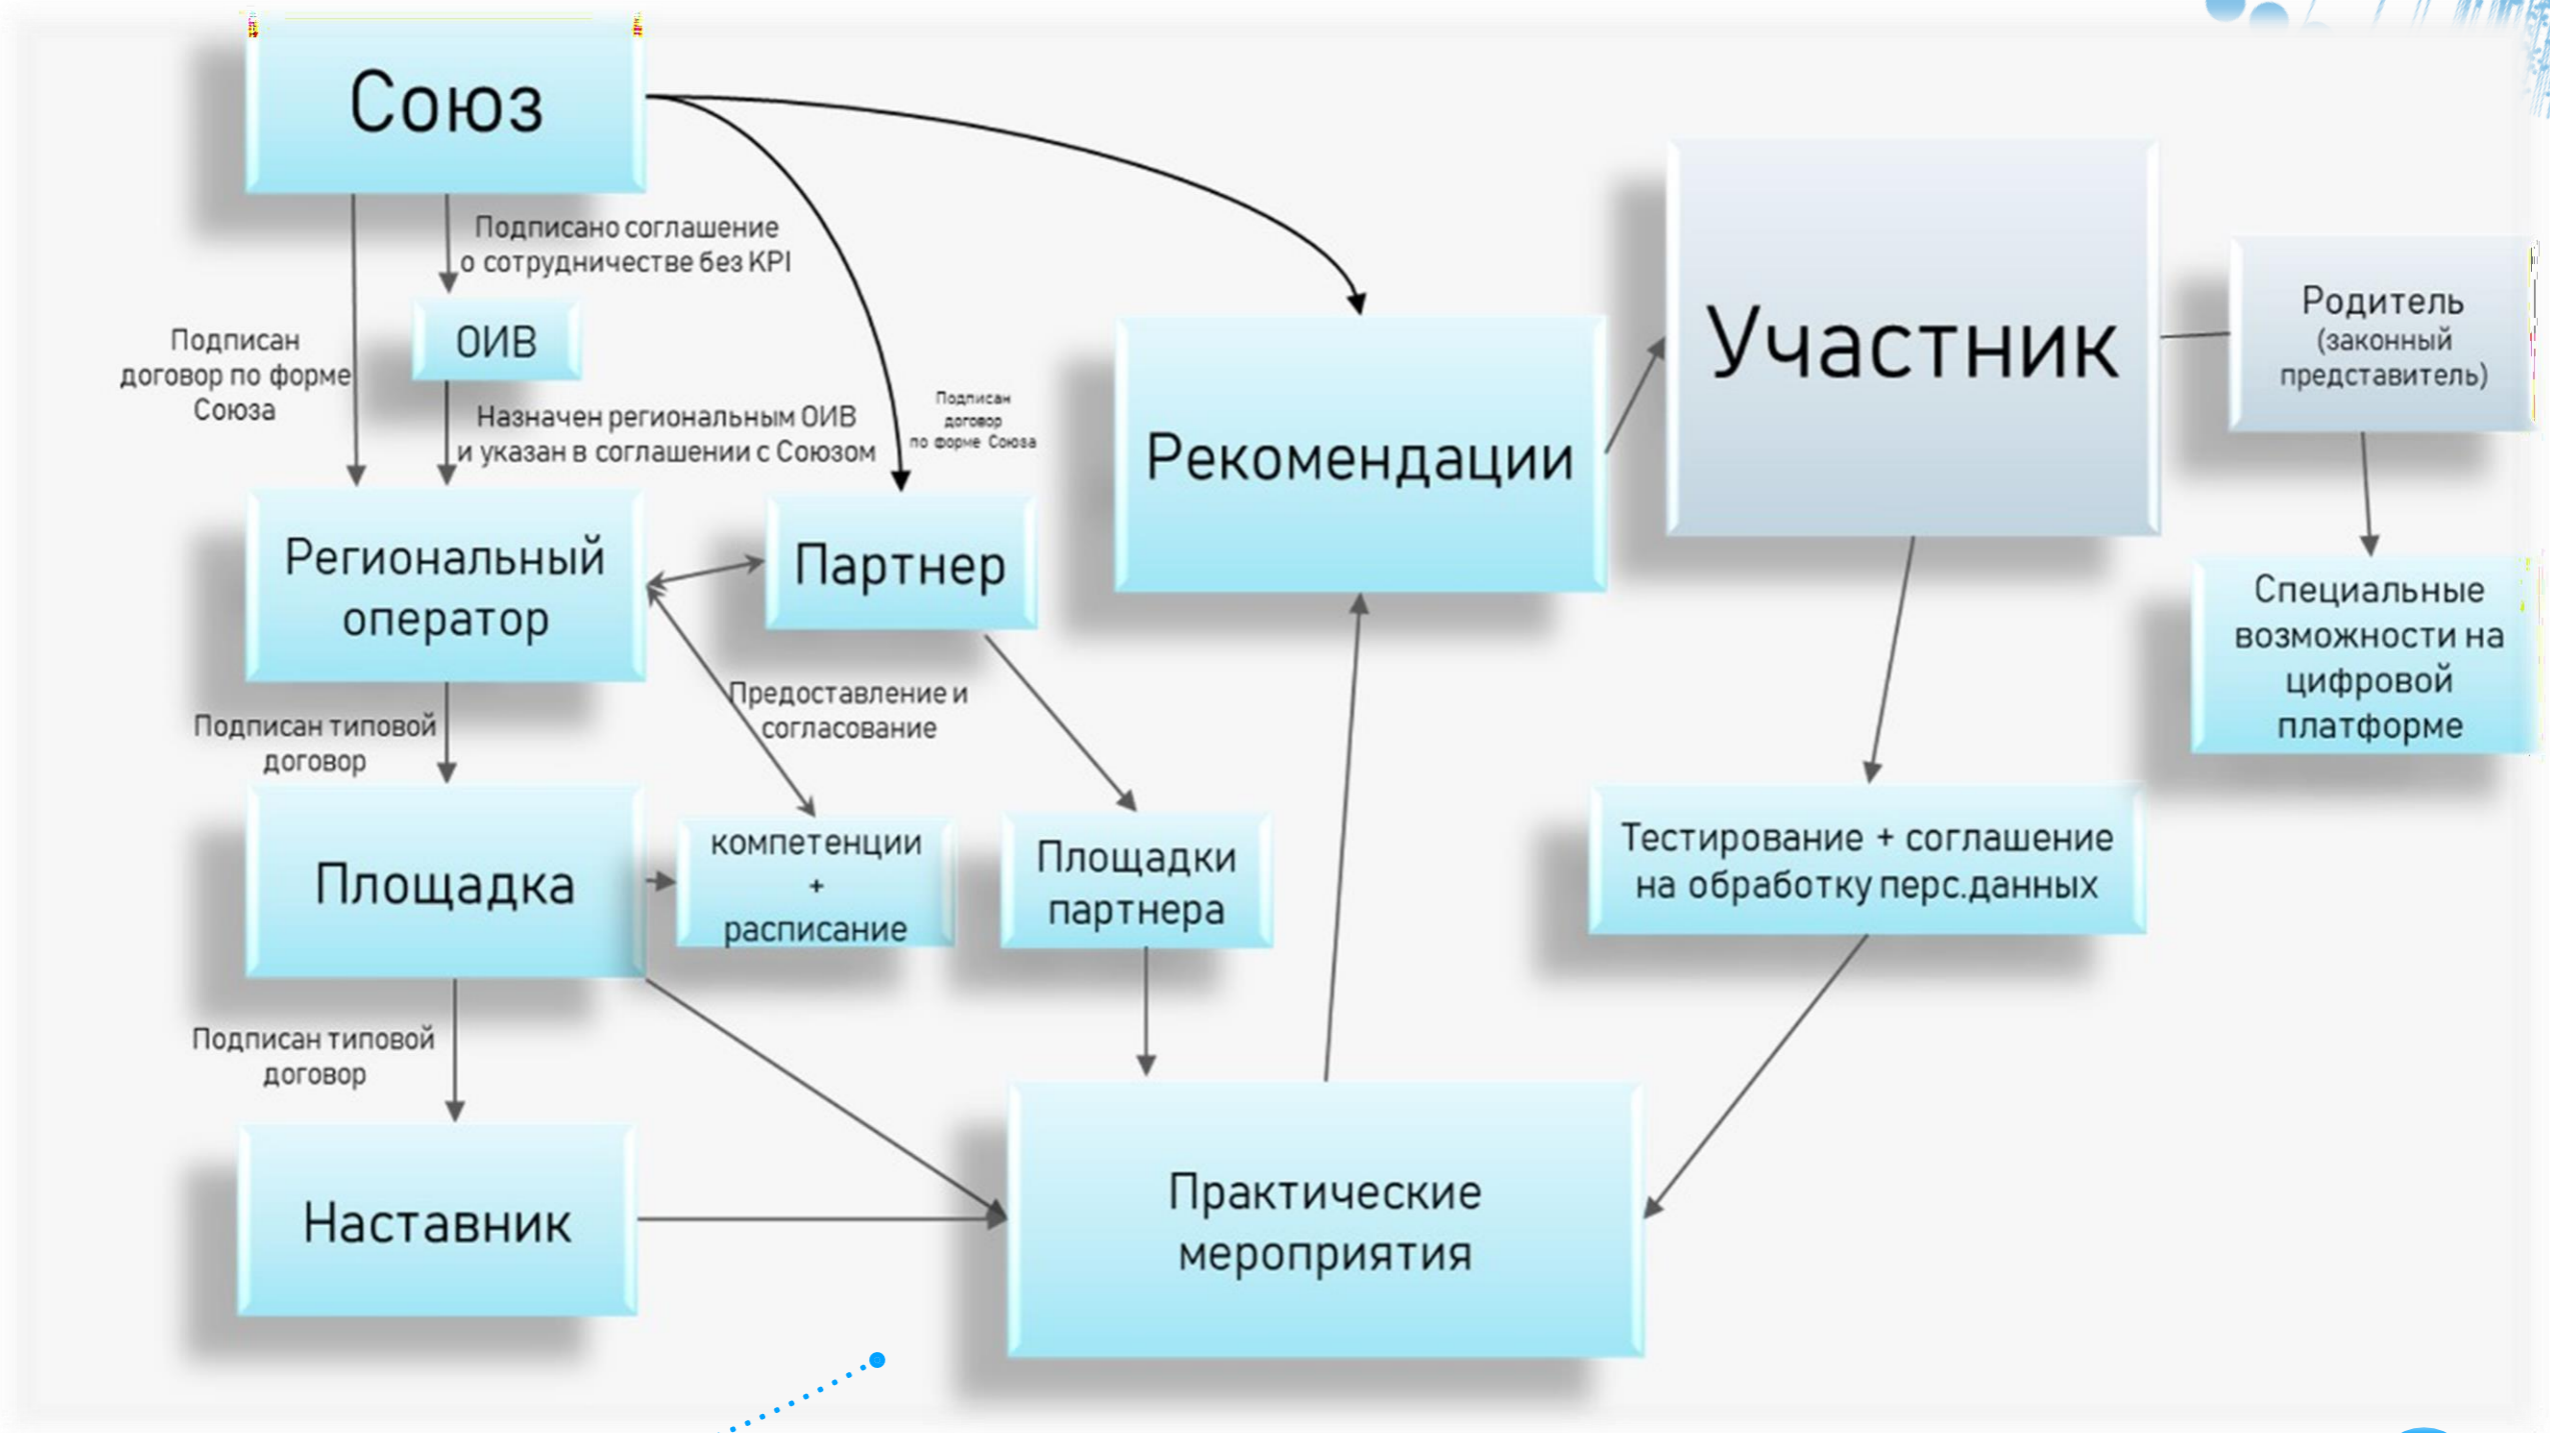 Союз
Подписано соглашение
о сотрудничестве без KPI
ОИВ
Подписан
договор по форме
Союза
Назначен региональным ОИВ
и указан в соглашении с Союзом
Подписан
договор
по форме Союза
Региональный
оператор
Партнер
Рекомендации
Участник
Родитель
(законный
представитель)
Специальные
возможности на
цифровой
платформе
Предоставление и
согласование
Подписан типовой
договор
Площадка
компетенции
+
расписание
Площадки
партнера
Тестирование + соглашение
на обработку перс.данных
Подписан типовой
договор
Наставник
Практические
мероприятия